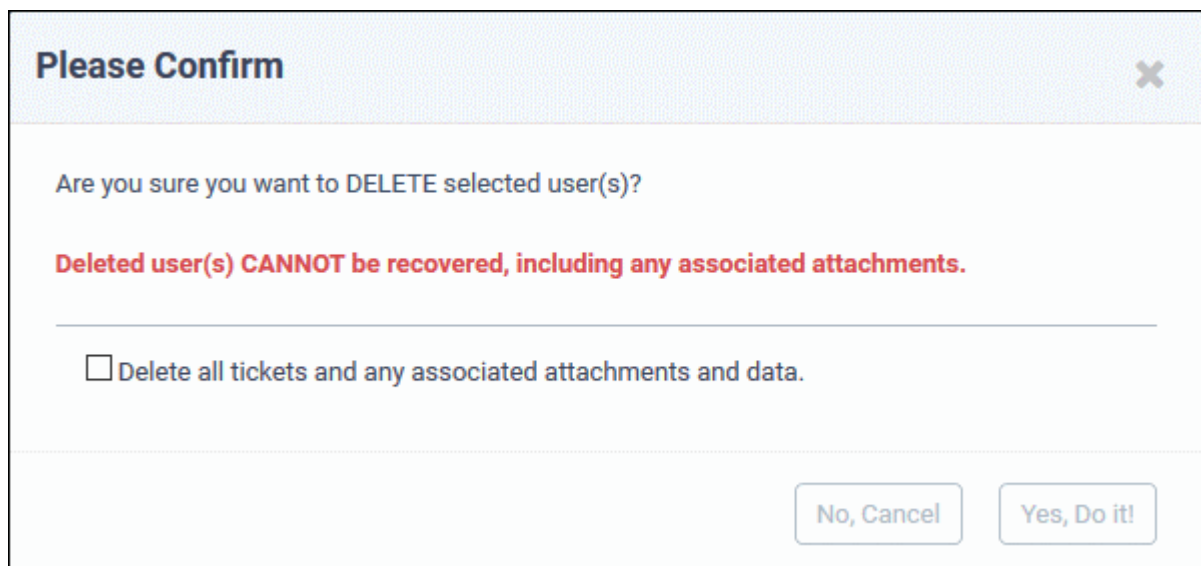 Please Confirm
Are you sure you want to DELETE selected user(s)?
Deleted user(s) CANNOT be recovered, including any associated attachments.
Delete all tickets and any associated attachments and data.
No, Cancel
Yes, Do it!